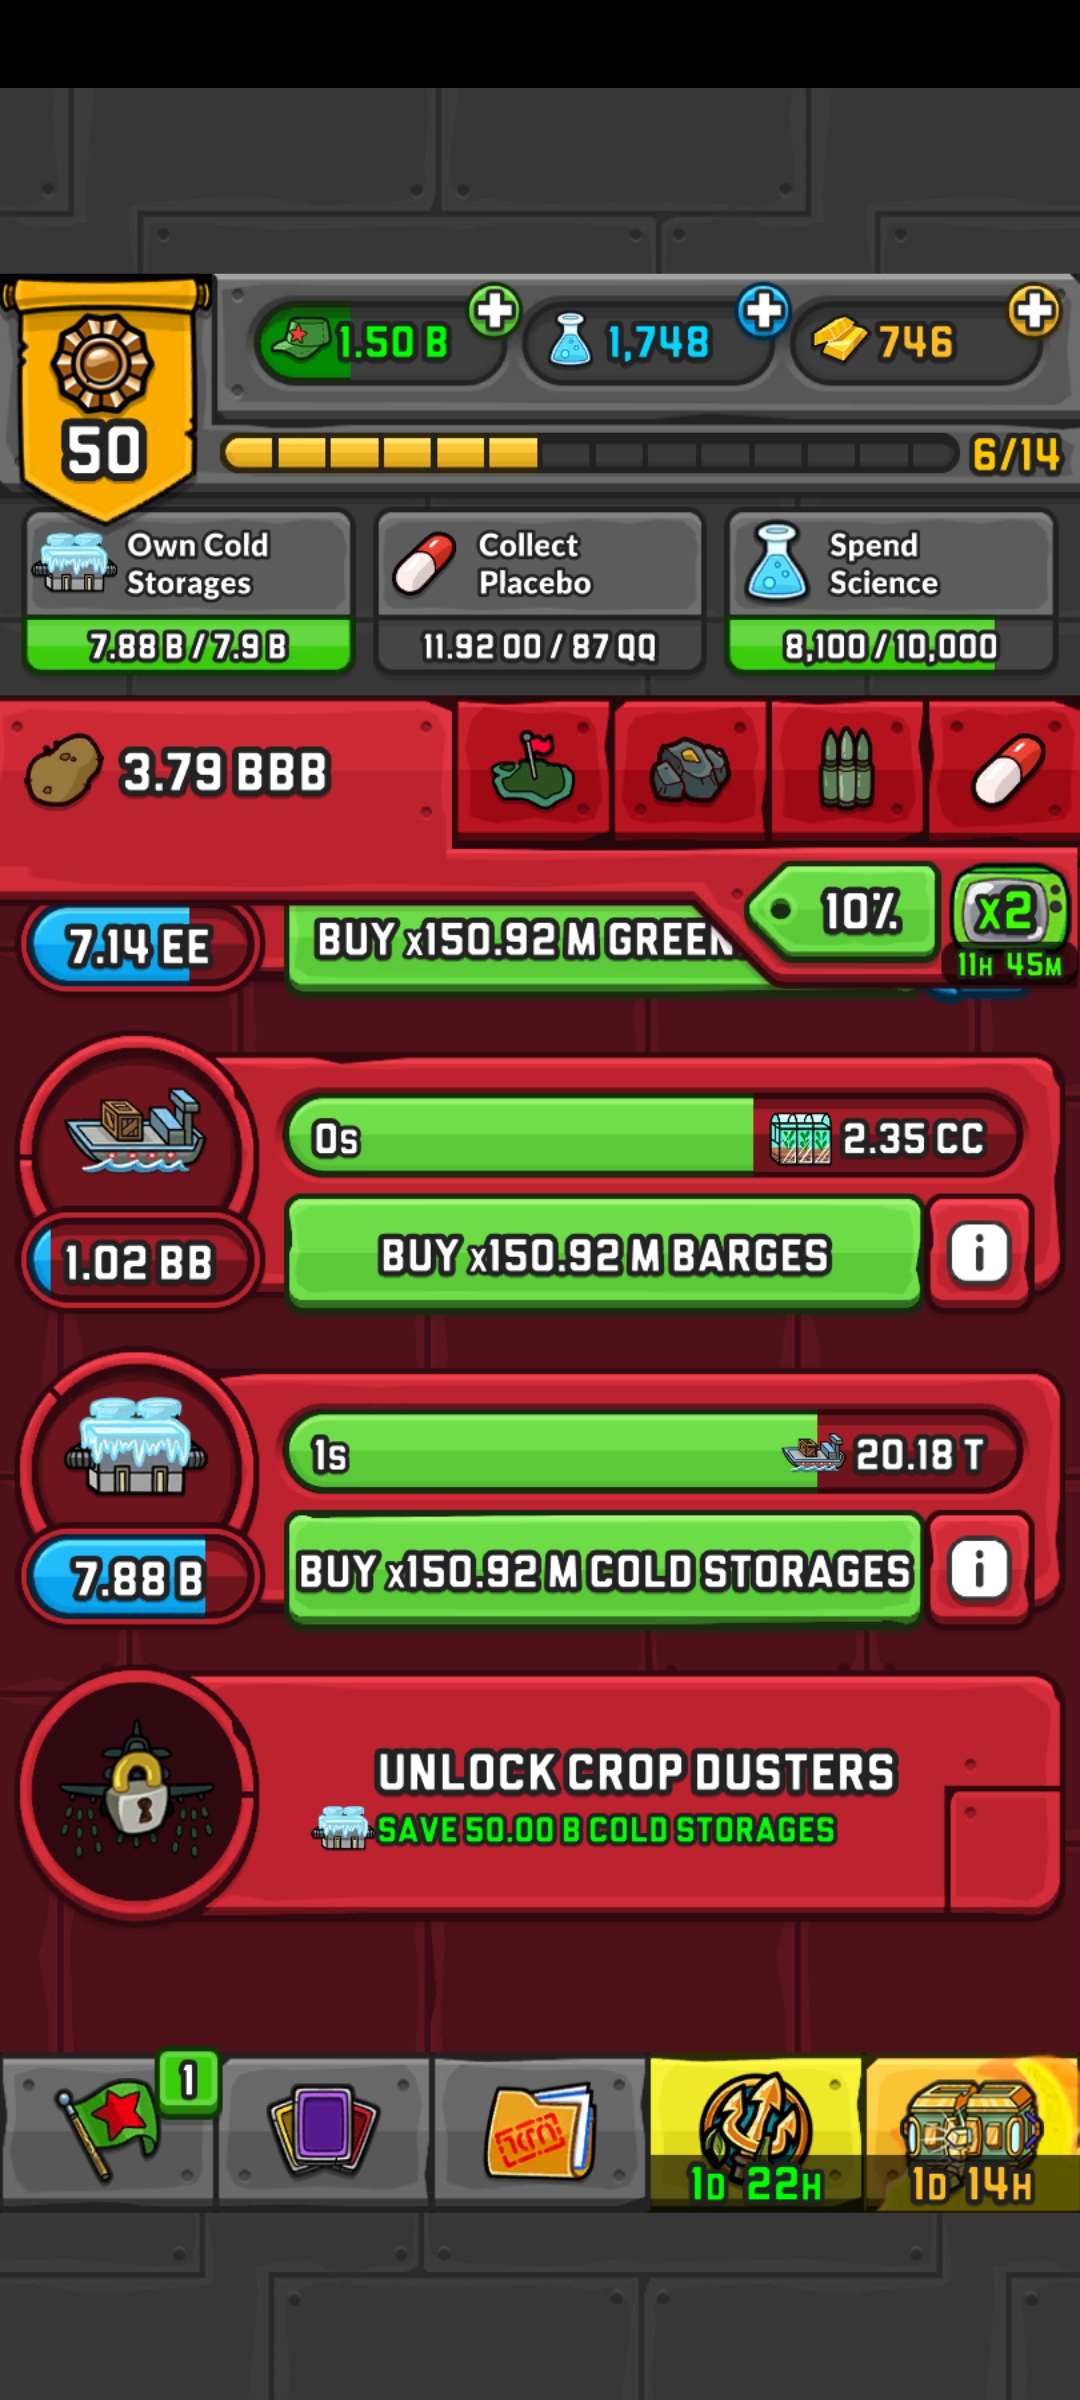 1.50 B
1,748
746
50
6/14
Own Cold
Storages
7.88 B / 7.9 B
Collect
Placebo
11.92 OO / 87 QQ
Spend
Science
8,100 / 10,000
3.79 BBB
10%
x2
11H 45M
7.14 EE
BUY x150.92 M GREEN
0s
2.35 CC
1.02 BB
BUY x150.92 M BARGES
i
1s
20.18 T
7.88 B
BUY x150.92 M COLD STORAGES
i
UNLOCK CROP DUSTERS
SAVE 50.00 B COLD STORAGES
1
1D 22H
1D 14H